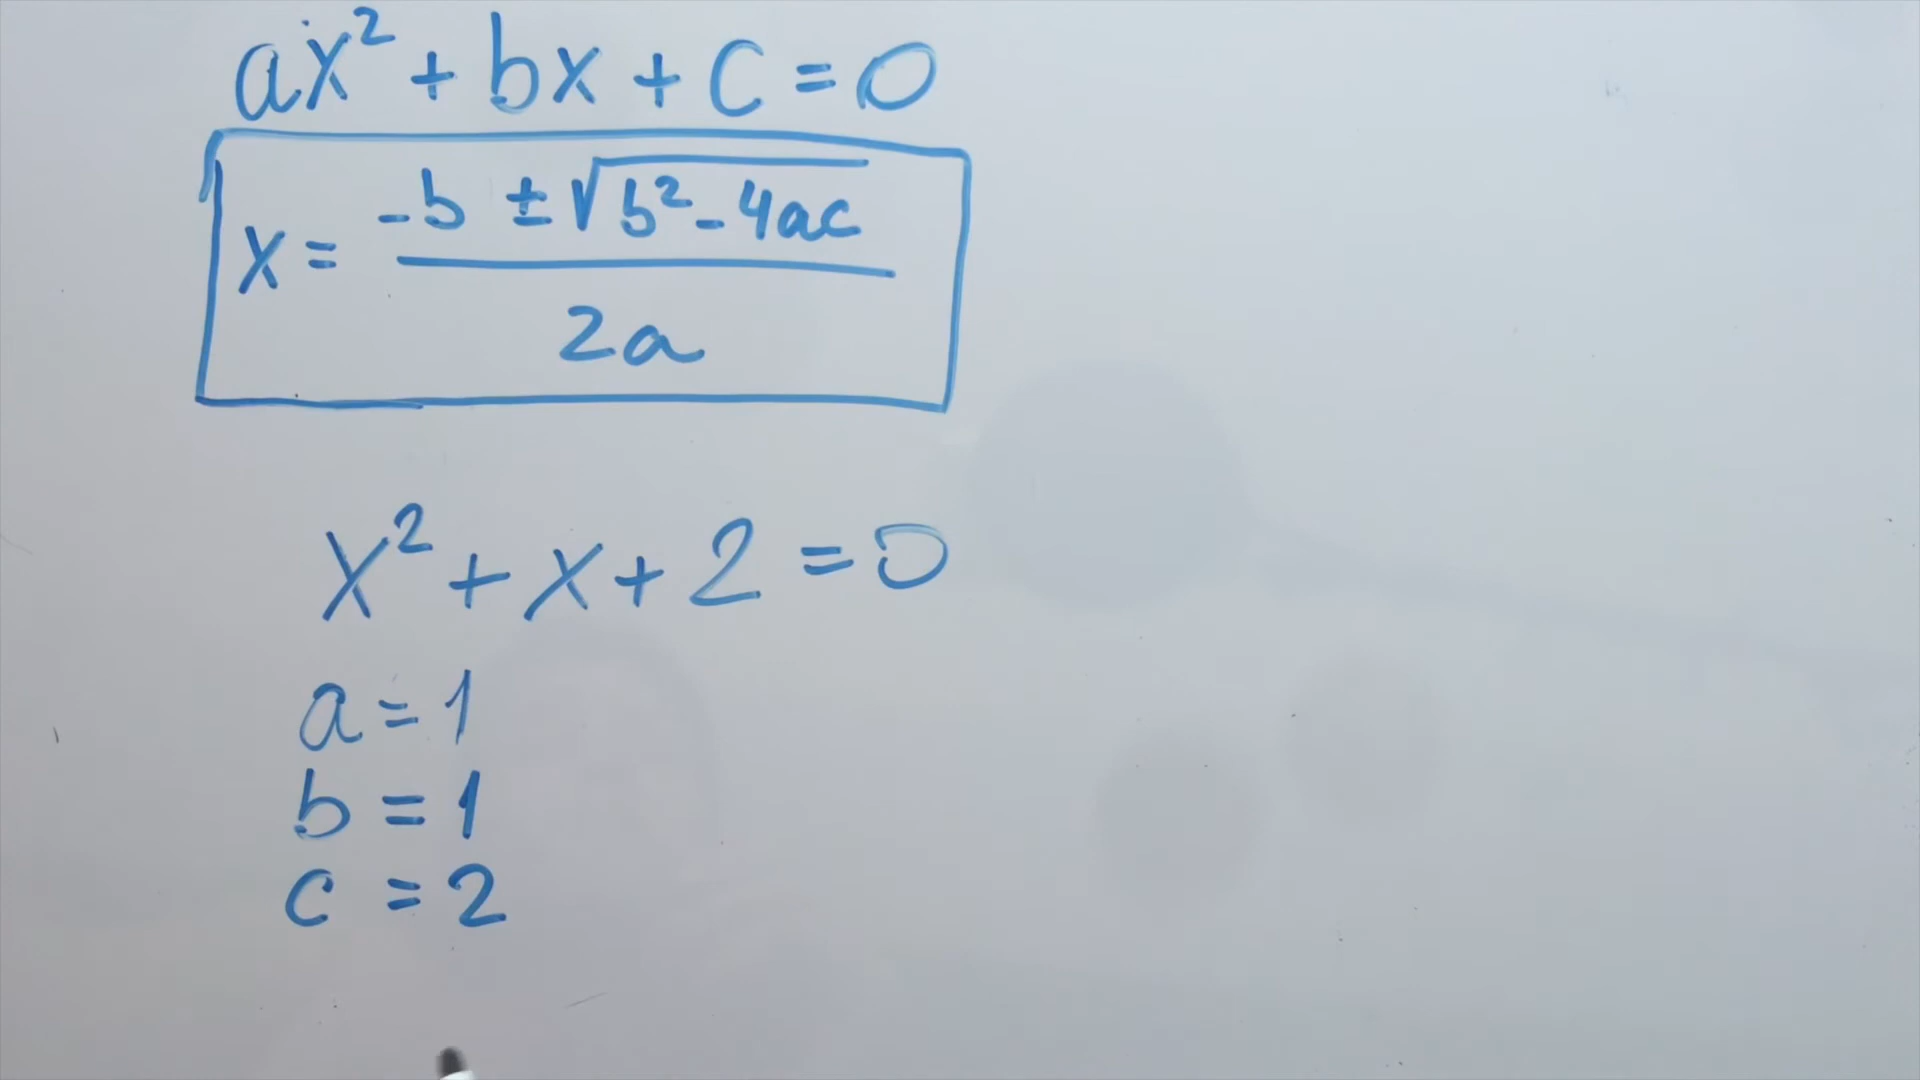 ax² + bx + c = 0
x = (-b ± √(b² - 4ac)) / 2a
x² + x + 2 = 0
a = 1
b = 1
c = 2